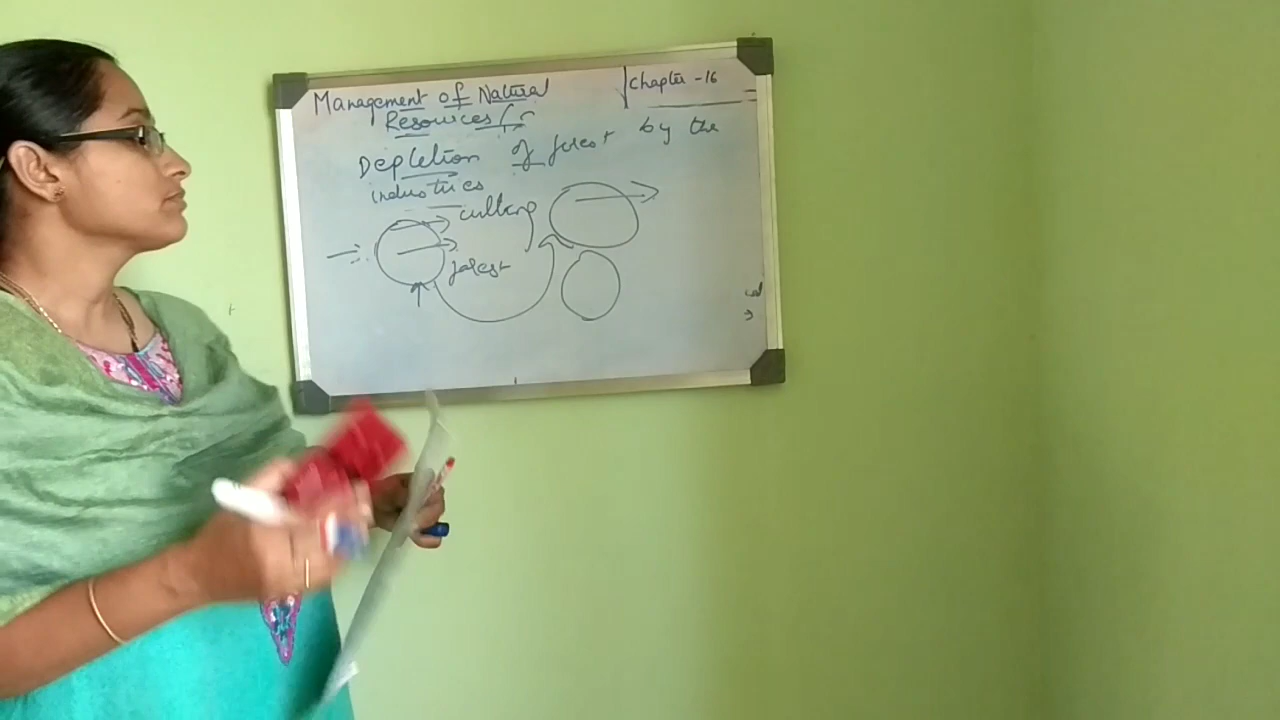 Management of Natural
Chapter - 16
Resources
Depletion of forest by the
industries
cutting
forest